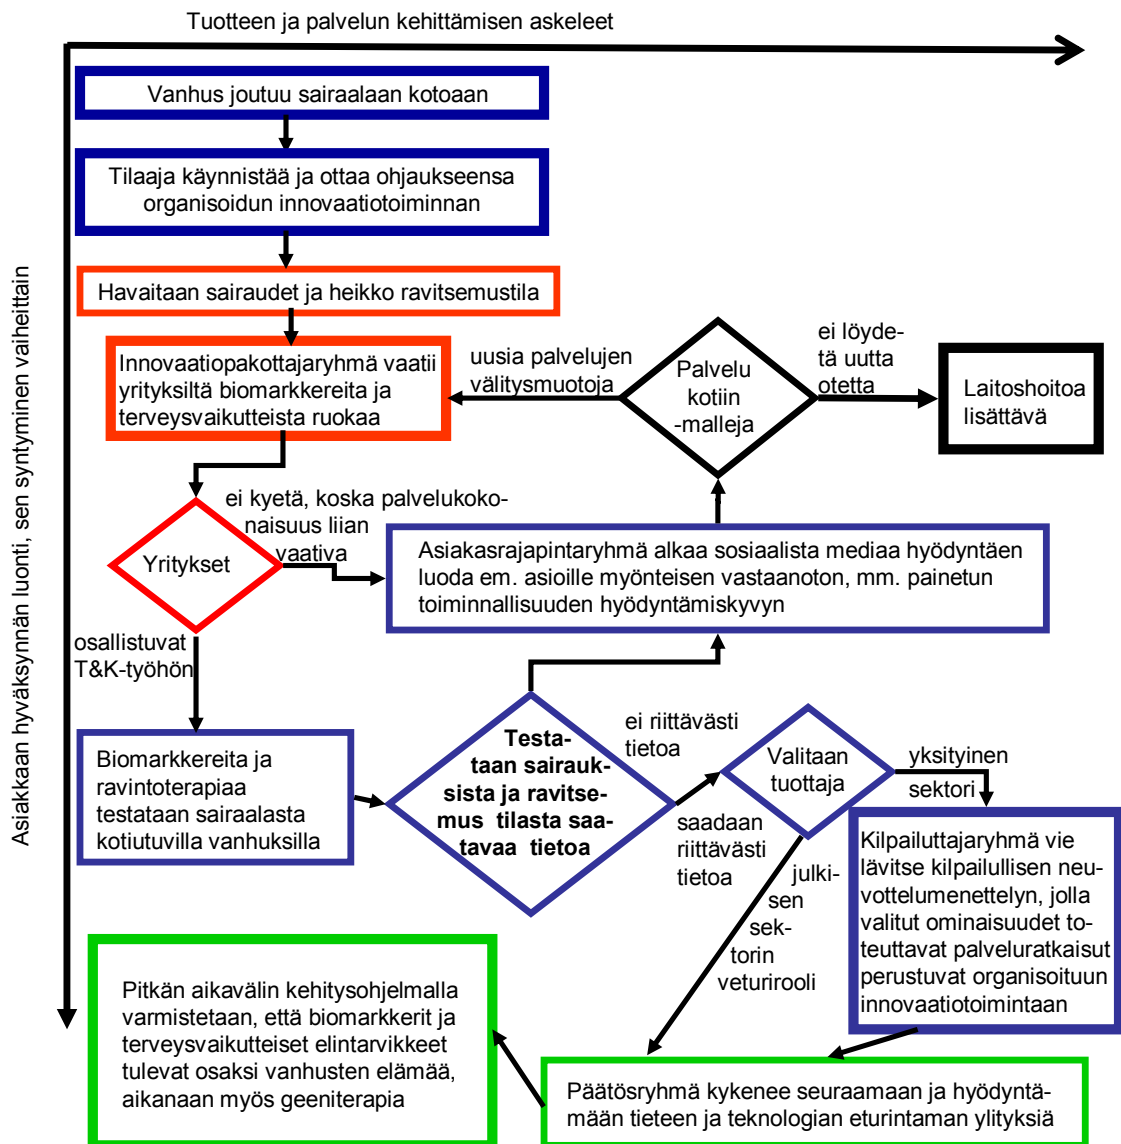 Tuotteen ja palvelun kehittämisen askeleet
Asiakkaan hyväksynnän luonti, sen syntyminen vaiheittain
Vanhus joutuu sairaalaan kotoaan
Tilaaja käynnistää ja ottaa ohjaukseensa
organisoidun innovaatiotoiminnan
Havaitaan sairaudet ja heikko ravitsemustila
Innovaatiopakottajaryhmä vaatii
yrityksiltä biomarkkereita ja
terveysvaikutteista ruokaa
uusia palvelujen
välitysmuotoja
Palvelu
kotiin
-malleja
ei löyde-
tä uutta
otetta
Laitoshoitoa
lisättävä
Yritykset
ei kyetä, koska palvelukoko-
naisuus liian
vaativa
Asiakasrajapintaryhmä alkaa sosiaalista mediaa hyödyntäen
luoda em. asioille myönteisen vastaanoton, mm. painetun
toiminnallisuuden hyödyntämiskyvyn
osallistuvat
T&K-työhön
Biomarkkereita ja
ravintoterapiaa
testataan sairaalasta
kotiutuvilla vanhuksilla
Testa-
taan sairauk-
sista ja ravitse-
mus tilasta saa-
tavaa tietoa
ei riittävästi
tietoa
saadaan
riittävästi
tietoa
Valitaan
tuottaja
yksityinen
sektori
julki-
sen
sek-
torin
veturirooli
Kilpailuttajaryhmä vie
lävitse kilpailullisen neu-
vottelumenettelyn, jolla
valitut ominaisuudet to-
teuttavat palveluratkaisut
perustuvat organisoituun
innovaatiotoimintaan
Pitkän aikavälin kehitysohjelmalla
varmistetaan, että biomarkkerit ja
terveysvaikutteiset elintarvikkeet
tulevat osaksi vanhusten elämää,
aikanaan myös geeniterapia
Päätösryhmä kykenee seuraamaan ja hyödyntä-
mään tieteen ja teknologian eturintaman ylityksiä